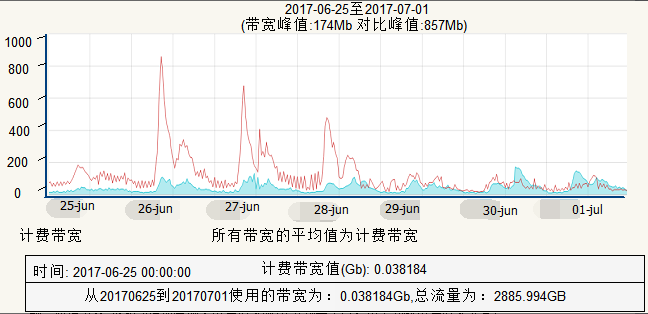 2017-06-25至2017-07-01
(带宽峰值:174Mb 对比峰值:857Mb)
1000
800
600
400
200
0
25-jun 26-jun 27-jun 28-jun 29-jun 30-jun 01-jul
计费带宽 所有带宽的平均值为计费带宽
时间: 2017-06-25 00:00:00 计费带宽值(Gb): 0.038184
从20170625到20170701使用的带宽为：0.038184Gb,总流量为：2885.994GB